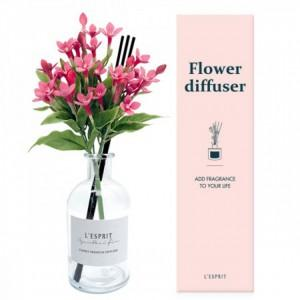 Flower
diffuser
ADD FRAGRANCE
TO YOUR LIFE
L'ESPRIT
L'ESPRIT